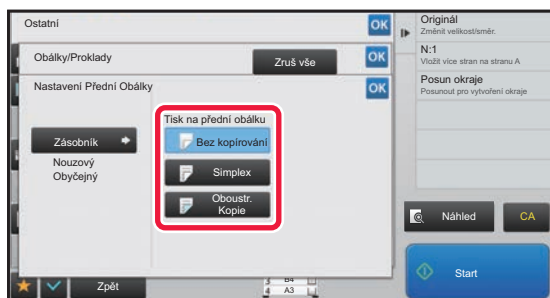 Ostatní
OK
Obálky/Proklady
Zruš vše
OK
Nastavení Přední Obálky
OK
Tisk na přední obálku
Zásobník
Bez kopírování
Nouzový
Obyčejný
Simplex
Oboustr.
Kopie
Zpět
B4
4 A3
Originál
Změnit velikost/směr.
N:1
Vložit více stran na stranu A
Posun okraje
Posunout pro vytvoření okraje
Náhled
CA
Start